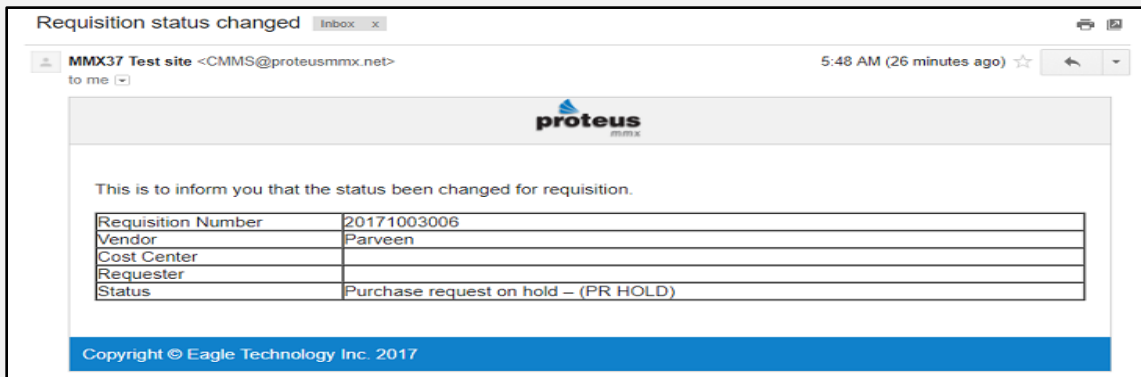 Requisition status changed Inbox x
MMX37 Test site <CMMS@proteusmmx.net> 5:48 AM (26 minutes ago)
to me
proteus
mmx
This is to inform you that the status been changed for requisition.
Requisition Number 20171003006
Vendor Parveen
Cost Center
Requester
Status Purchase request on hold – (PR HOLD)
Copyright © Eagle Technology Inc. 2017